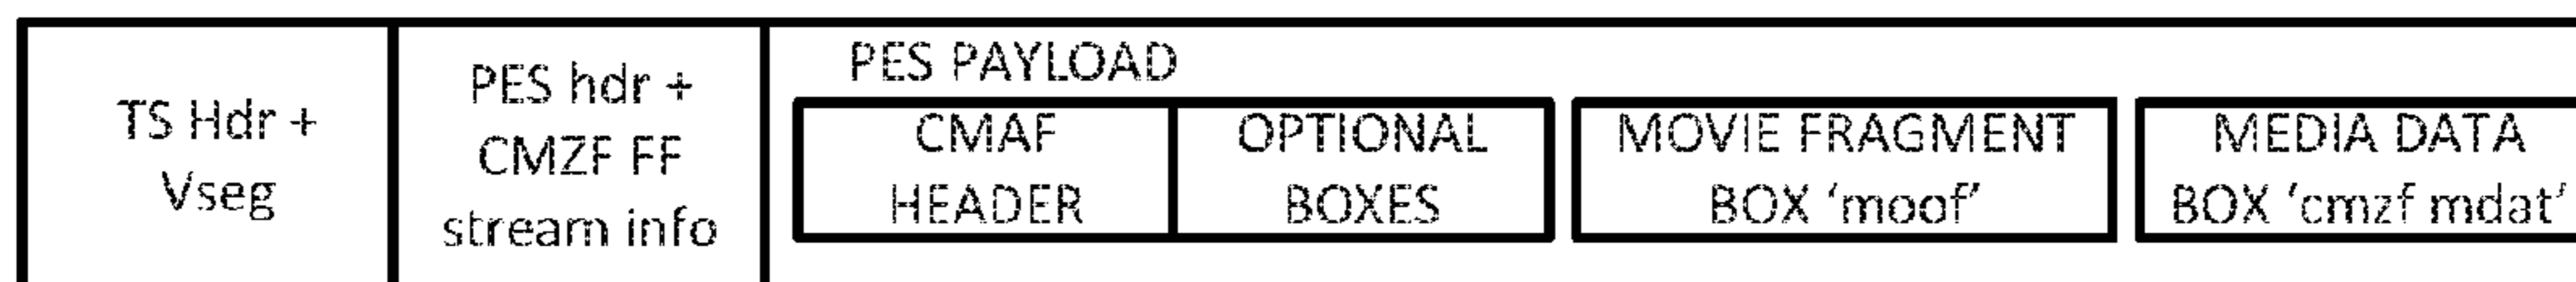 TS Hdr +
Vseg
PES hdr +
CMZF FF
stream info
PES PAYLOAD
CMAF
HEADER
OPTIONAL
BOXES
MOVIE FRAGMENT
BOX ‘moof’
MEDIA DATA
BOX ‘cmzf mdat’